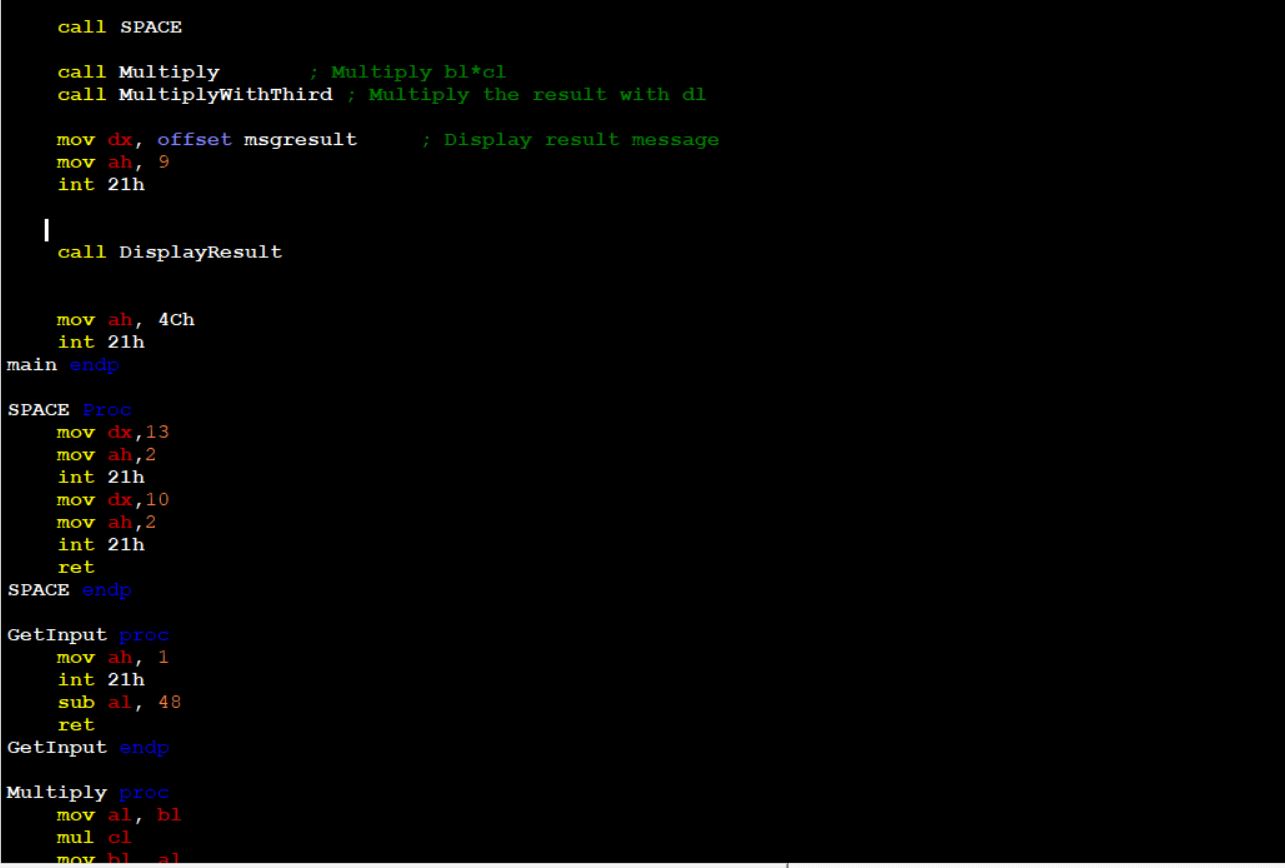 call SPACE
call Multiply ; Multiply bl*cl
call MultiplyWithThird ; Multiply the result with dl
mov dx, offset msgresult ; Display result message
mov ah, 9
int 21h
call DisplayResult
mov ah, 4Ch
int 21h
main endp
SPACE Proc
mov dx,13
mov ah,2
int 21h
mov dx,10
mov ah,2
int 21h
ret
SPACE endp
GetInput proc
mov ah, 1
int 21h
sub al, 48
ret
GetInput endp
Multiply proc
mov al, bl
mul cl
mov bl, al